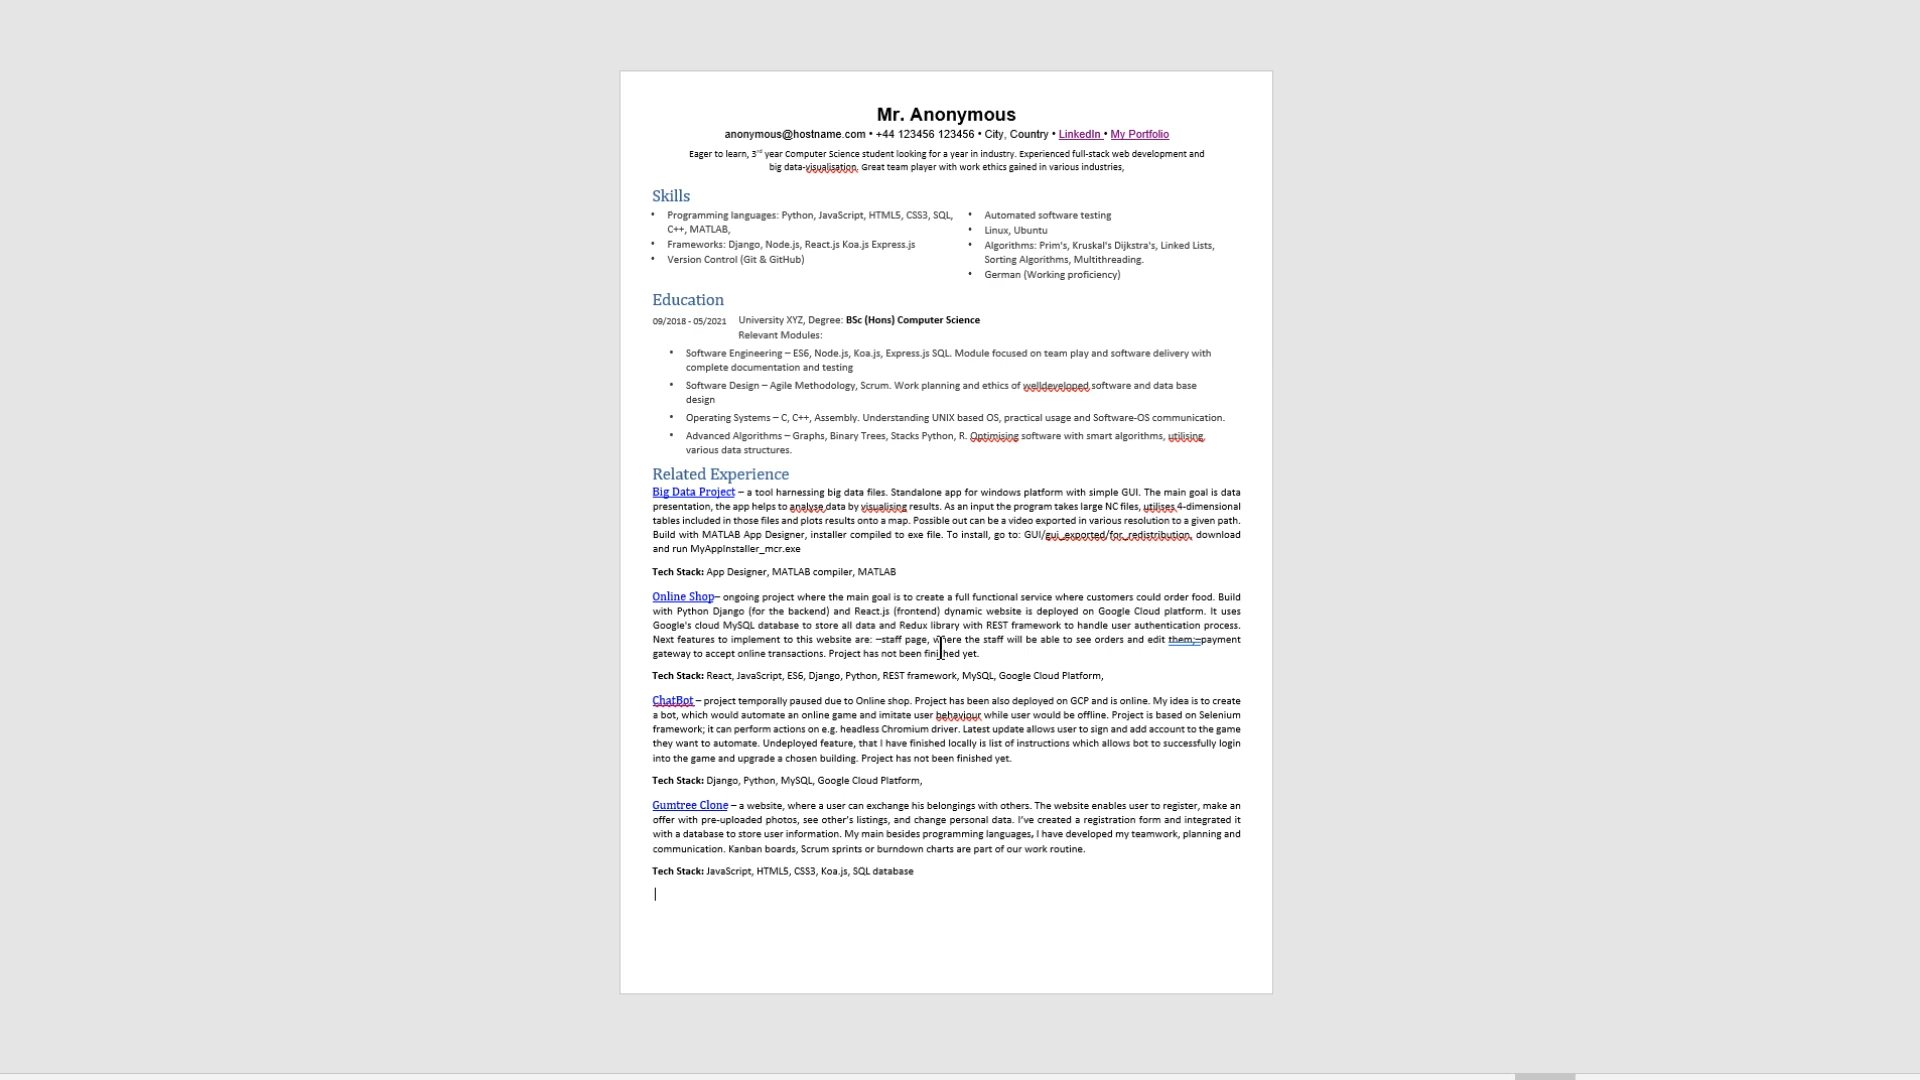 Mr. Anonymous
anonymous@hostname.com • +44 123456 123456 • City, Country • LinkedIn • My Portfolio
Eager to learn, 3rd year Computer Science student looking for a year in industry. Experienced full-stack web development and
big data-visualisation. Great team player with work ethics gained in various industries,
Skills
• Programming languages: Python, JavaScript, HTML5, CSS3, SQL,
C++, MATLAB,
• Frameworks: Django, Node.js, React.js Koa.js Express.js
• Version Control (Git & GitHub)
• Automated software testing
• Linux, Ubuntu
• Algorithms: Prim's, Kruskal's Dijkstra's, Linked Lists,
Sorting Algorithms, Multithreading.
• German (Working proficiency)
Education
09/2018 - 05/2021 University XYZ, Degree: BSc (Hons) Computer Science
Relevant Modules:
• Software Engineering – ES6, Node.js, Koa.js, Express.js SQL. Module focused on team play and software delivery with
complete documentation and testing
• Software Design – Agile Methodology, Scrum. Work planning and ethics of welldeveloped software and data base
design
• Operating Systems – C, C++, Assembly. Understanding UNIX based OS, practical usage and Software-OS communication.
• Advanced Algorithms – Graphs, Binary Trees, Stacks Python, R. Optimising software with smart algorithms, utilising
various data structures.
Related Experience
Big Data Project – a tool harnessing big data files. Standalone app for windows platform with simple GUI. The main goal is data
presentation, the app helps to analyse data by visualising results. As an input the program takes large NC files, utilises 4-dimensional
tables included in those files and plots results onto a map. Possible out can be a video exported in various resolution to a given path.
Build with MATLAB App Designer, installer compiled to exe file. To install, go to: GUI/gui_exported/for_redistribution, download
and run MyAppInstaller_mcr.exe
Tech Stack: App Designer, MATLAB compiler, MATLAB
Online Shop– ongoing project where the main goal is to create a full functional service where customers could order food. Build
with Python Django (for the backend) and React.js (frontend) dynamic website is deployed on Google Cloud platform. It uses
Google's cloud MySQL database to store all data and Redux library with REST framework to handle user authentication process.
Next features to implement to this website are: –staff page, where the staff will be able to see orders and edit them;–payment
gateway to accept online transactions. Project has not been finished yet.
Tech Stack: React, JavaScript, ES6, Django, Python, REST framework, MySQL, Google Cloud Platform,
ChatBot – project temporally paused due to Online shop. Project has been also deployed on GCP and is online. My idea is to create
a bot, which would automate an online game and imitate user behaviour while user would be offline. Project is based on Selenium
framework; it can perform actions on e.g. headless Chromium driver. Latest update allows user to sign and add account to the game
they want to automate. Undeployed feature, that I have finished locally is list of instructions which allows bot to successfully login
into the game and upgrade a chosen building. Project has not been finished yet.
Tech Stack: Django, Python, MySQL, Google Cloud Platform,
Gumtree Clone – a website, where a user can exchange his belongings with others. The website enables user to register, make an
offer with pre-uploaded photos, see other’s listings, and change personal data. I’ve created a registration form and integrated it
with a database to store user information. My main besides programming languages, I have developed my teamwork, planning and
communication. Kanban boards, Scrum sprints or burndown charts are part of our work routine.
Tech Stack: JavaScript, HTML5, CSS3, Koa.js, SQL database